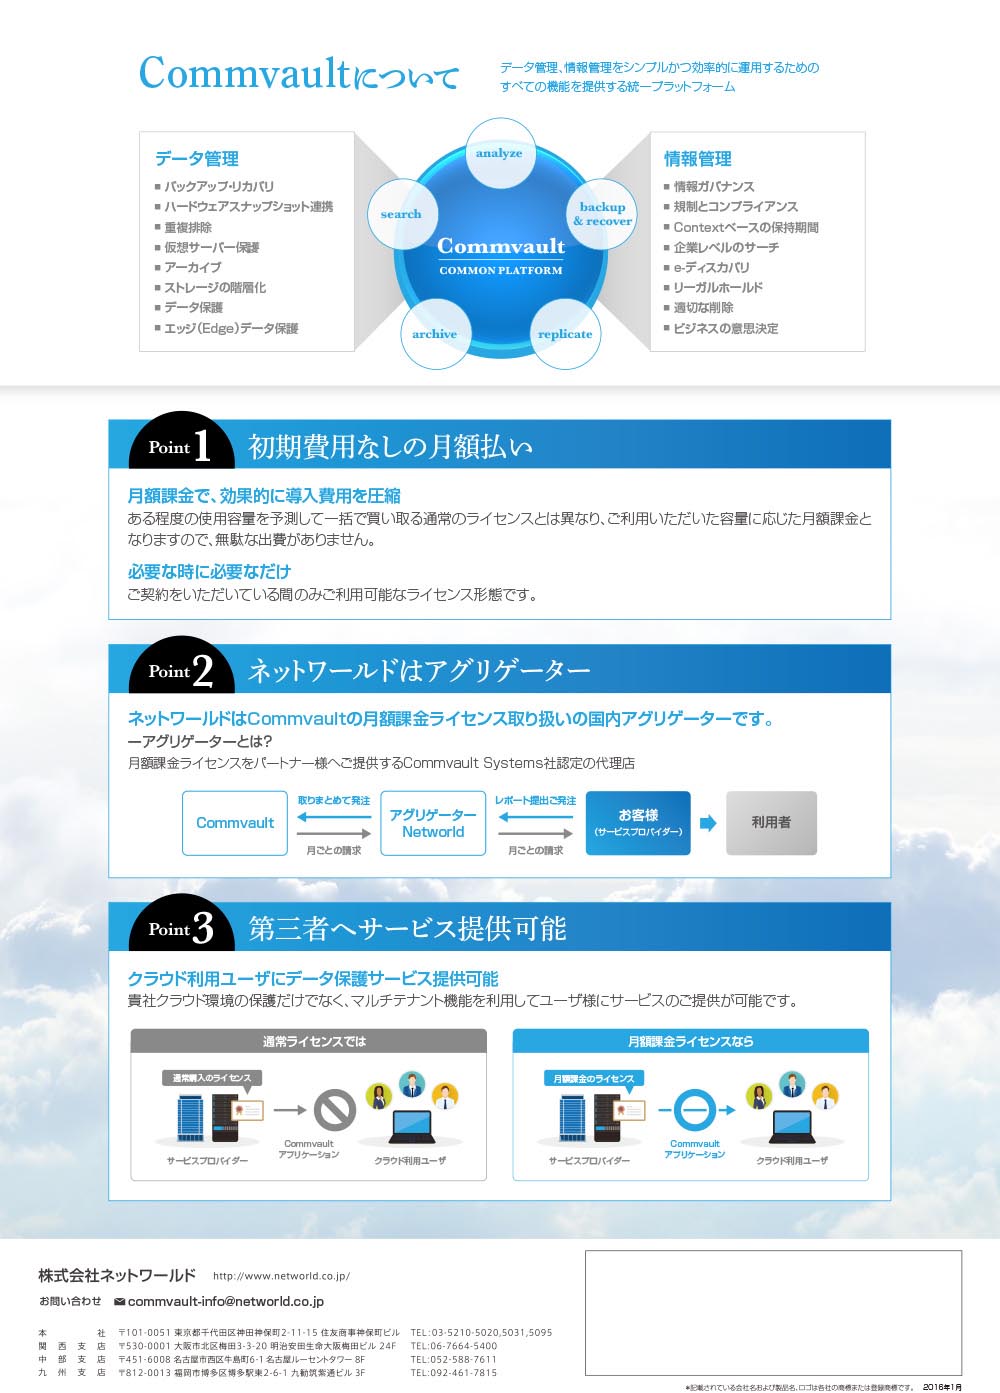 Commvaultについて
データ管理、情報管理をシンプルかつ効率的に運用するための
すべての機能を提供する統一プラットフォーム
データ管理
■ バックアップ・リカバリ
■ ハードウェアスナップショット連携
■ 重複排除
■ 仮想サーバー保護
■ アーカイブ
■ ストレージの階層化
■ データ保護
■ エッジ（Edge）データ保護
analyze
search
backup
& recover
Commvault
COMMON PLATFORM
archive
replicate
情報管理
■ 情報ガバナンス
■ 規制とコンプライアンス
■ Contextベースの保持期間
■ 企業レベルのサーチ
■ e-ディスカバリ
■ リーガルホールド
■ 適切な削除
■ ビジネスの意思決定
Point 1 初期費用なしの月額払い
月額課金で、効果的に導入費用を圧縮
ある程度の使用容量を予測して一括で買い取る通常のライセンスとは異なり、ご利用いただいた容量に応じた月額課金と
なりますので、無駄な出費がありません。
必要な時に必要なだけ
ご契約をいただいている間のみご利用可能なライセンス形態です。
Point 2 ネットワールドはアグリゲーター
ネットワールドはCommvaultの月額課金ライセンス取り扱いの国内アグリゲーターです。
―アグリゲーターとは？
月額課金ライセンスをパートナー様へご提供するCommvault Systems社認定の代理店
Commvault
取りまとめて発注
月ごとの請求
アグリゲーター
Networld
レポート提出ご発注
月ごとの請求
お客様
（サービスプロバイダー）
利用者
Point 3 第三者へサービス提供可能
クラウド利用ユーザにデータ保護サービス提供可能
貴社クラウド環境の保護だけでなく、マルチテナント機能を利用してユーザ様にサービスのご提供が可能です。
通常ライセンスでは
通常購入のライセンス
Commvault
アプリケーション
サービスプロバイダー
クラウド利用ユーザ
月額課金ライセンスなら
月額課金のライセンス
Commvault
アプリケーション
サービスプロバイダー
クラウド利用ユーザ
株式会社ネットワールド http://www.networld.co.jp/
お問い合わせ commvault-info@networld.co.jp
本社 〒101-0051 東京都千代田区神田神保町2-11-15 住友商事神保町ビル TEL:03-5210-5020,5031,5095
関西支店 〒530-0001 大阪市北区梅田3-3-20 明治安田生命大阪梅田ビル 24F TEL:06-7664-5400
中部支店 〒451-6008 名古屋市西区牛島町6-1 名古屋ルーセントタワー 8F TEL:052-588-7611
九州支店 〒812-0013 福岡市博多区博多駅東2-6-1 九勧筑紫通ビル 3F TEL:092-461-7815
*記載されている会社名および製品名、ロゴは各社の商標または登録商標です。 2016年1月